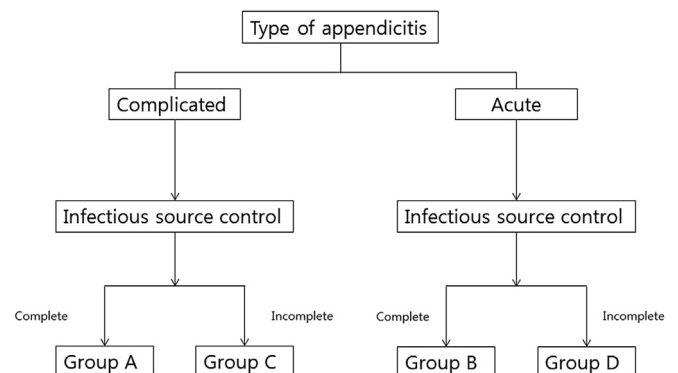 Type of appendicitis
Complicated
Acute
Infectious source control
Infectious source control
Complete
Incomplete
Complete
Incomplete
Group A
Group C
Group B
Group D